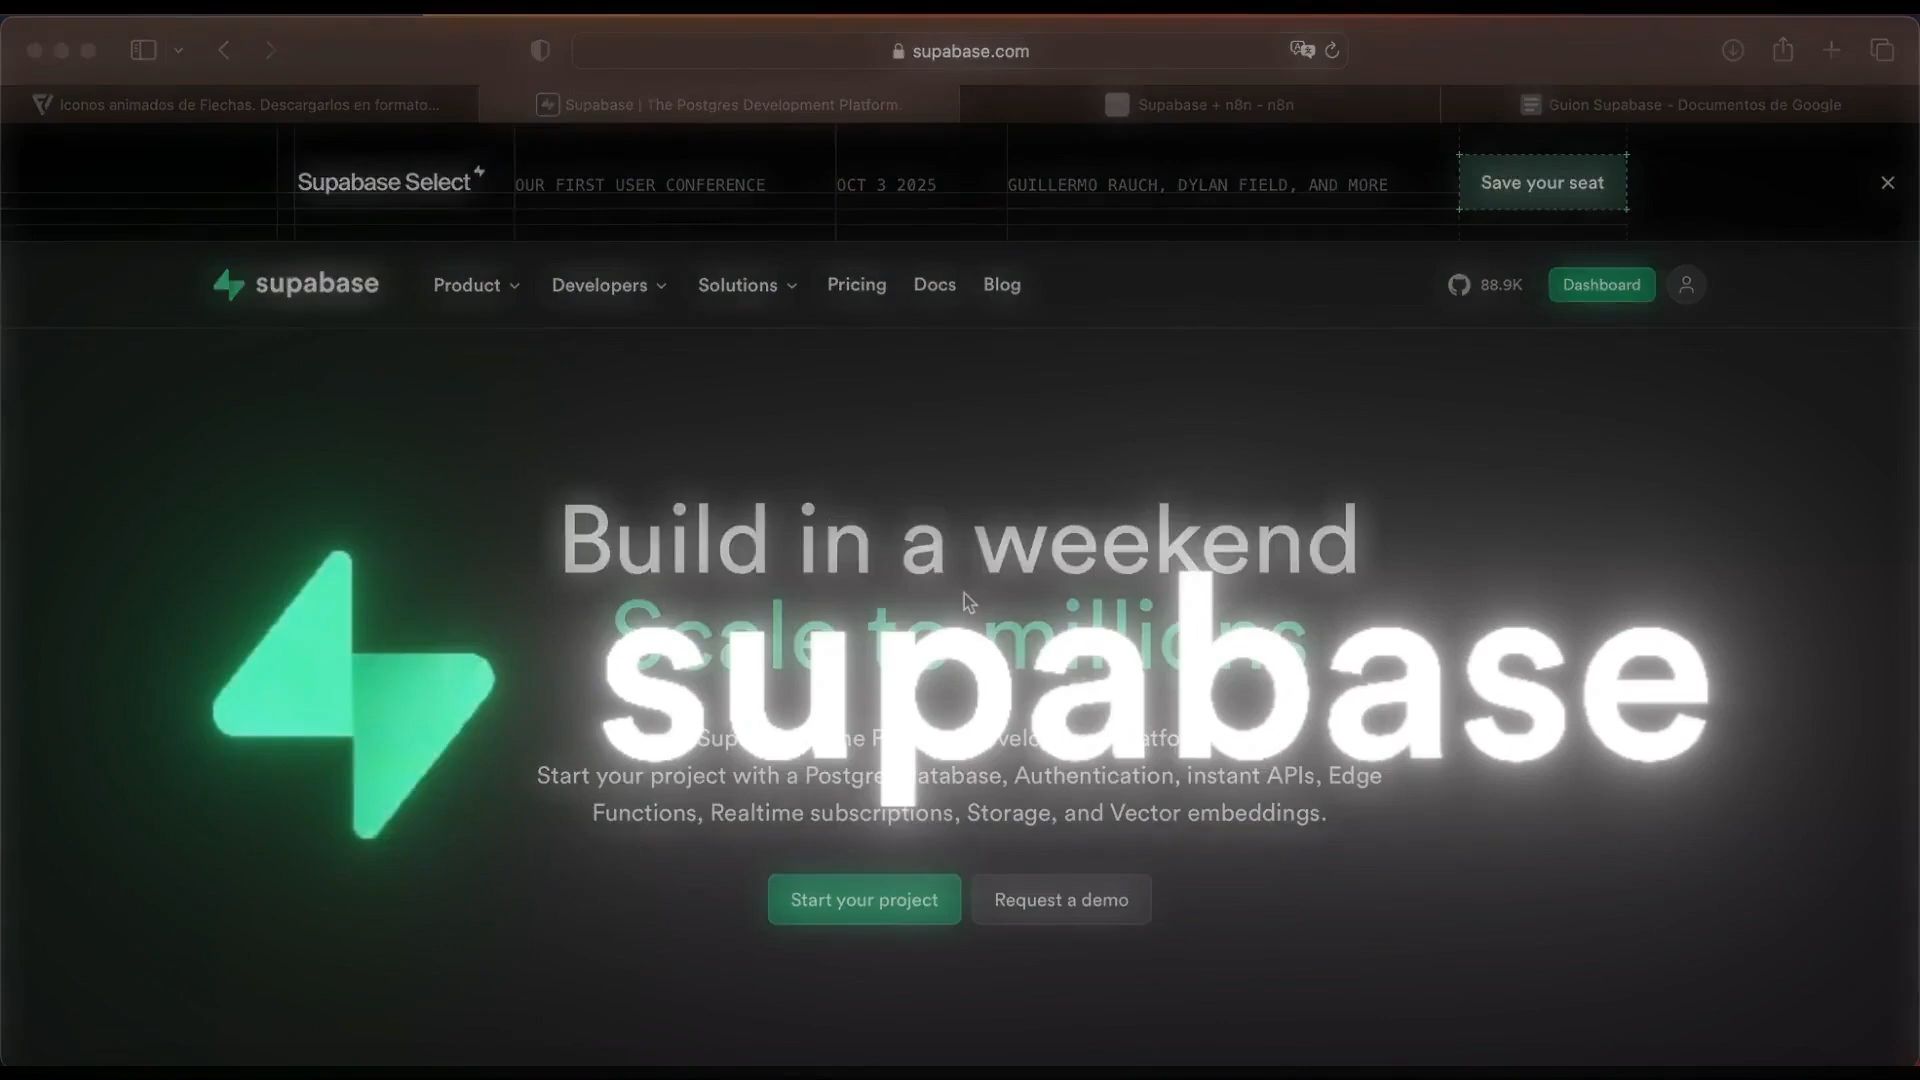 supabase.com
Iconos animados de Flechas. Descargarlos en formato...
Supabase | The Postgres Development Platform.
Supabase + n8n - n8n
Guion Supabase - Documentos de Google
Supabase Select
OUR FIRST USER CONFERENCE
OCT 3 2025
GUILLERMO RAUCH, DYLAN FIELD, AND MORE
Save your seat
supabase
Product
Developers
Solutions
Pricing
Docs
Blog
88.9K
Dashboard
Build in a weekend
Scale to millions
supabase
Start your project with a Postgres database, Authentication, instant APIs, Edge
Functions, Realtime subscriptions, Storage, and Vector embeddings.
Start your project
Request a demo